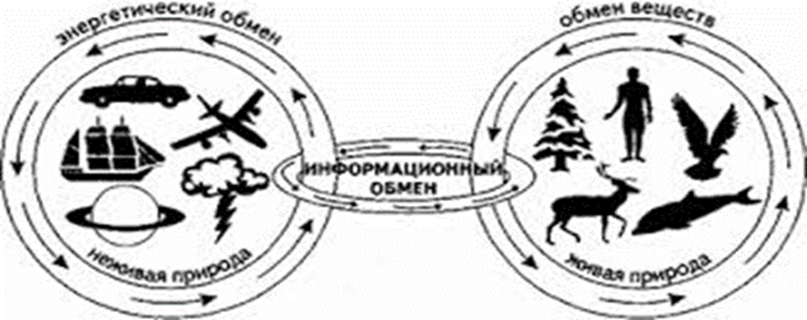 энергетический обмен
обмен веществ
ИНФОРМАЦИОННЫЙ
ОБМЕН
неживая природа
живая природа